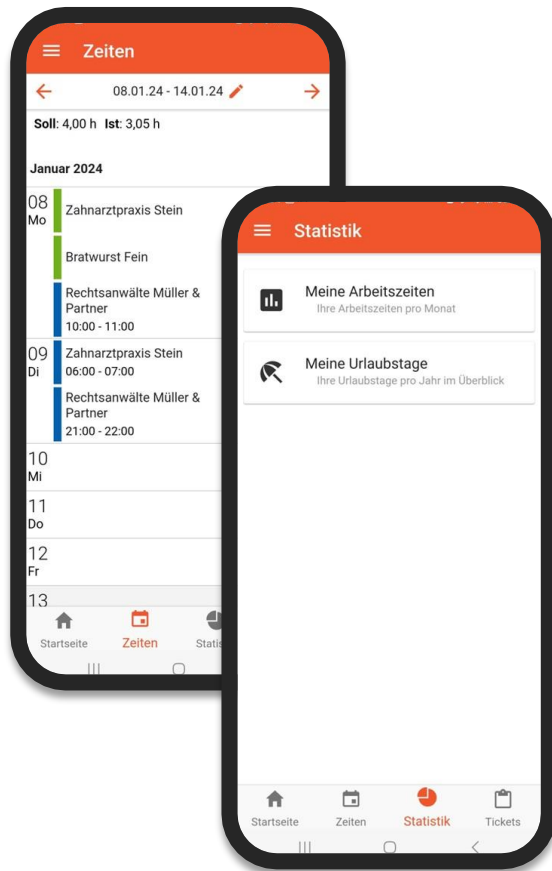 Zeiten
08.01.24 - 14.01.24
Soll: 4,00 h Ist: 3,05 h
Januar 2024
08
Mo
Zahnarztpraxis Stein
Bratwurst Fein
Rechtsanwälte Müller &
Partner
10:00 - 11:00
09
Di
Zahnarztpraxis Stein
06:00 - 07:00
Rechtsanwälte Müller &
Partner
21:00 - 22:00
10
Mi
11
Do
12
Fr
13
Startseite
Zeiten
Statis
Statistik
Meine Arbeitszeiten
Ihre Arbeitszeiten pro Monat
Meine Urlaubstage
Ihre Urlaubstage pro Jahr im Überblick
Startseite
Zeiten
Statistik
Tickets